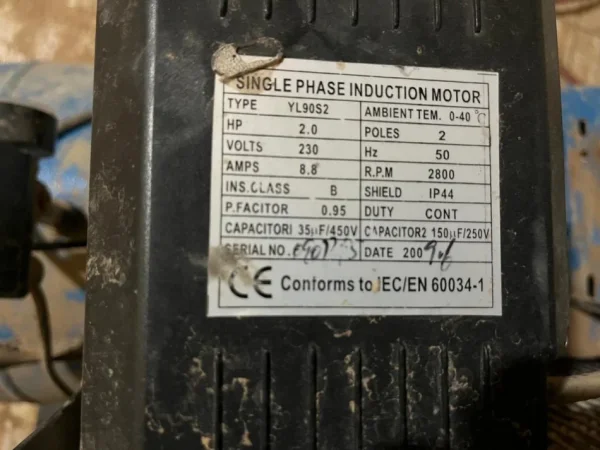 SINGLE PHASE INDUCTION MOTOR
TYPE YL90S2 AMBIENT TEM. 0-40 °C
HP 2.0 POLES 2
VOLTS 230 Hz 50
AMPS 8.8 R.P.M 2800
INS.CLASS B SHIELD IP44
P.FACITOR 0.95 DUTY CONT
CAPACITOR1 35μF/450V CAPACITOR2 150μF/250V
SERIAL NO. DATE 2009.6
CE Conforms to IEC/EN 60034-1